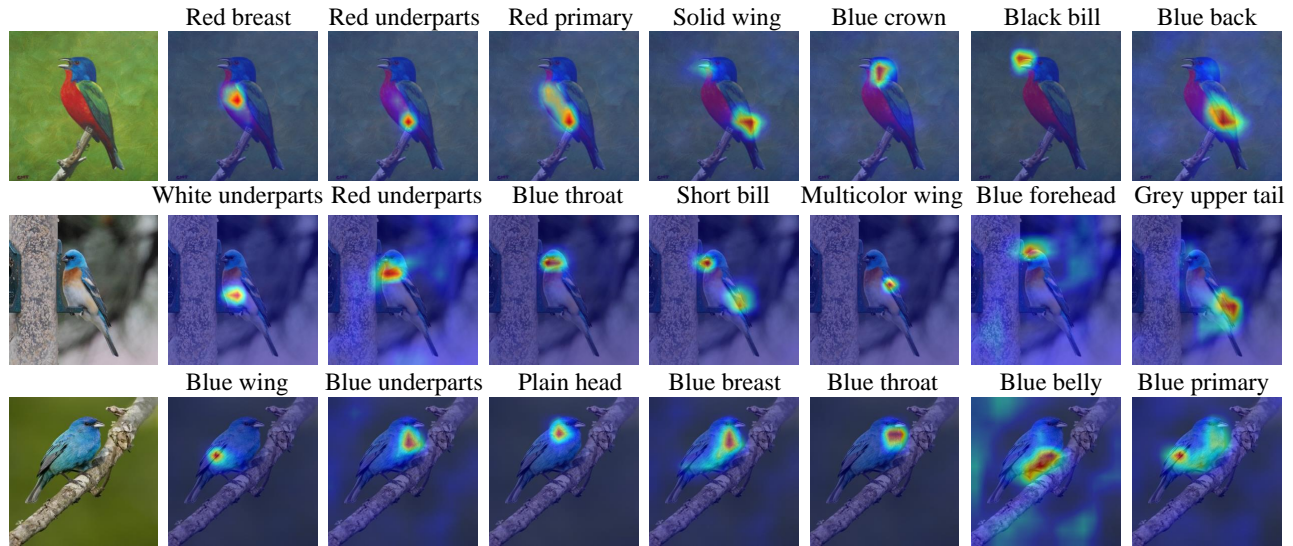 Red breast Red underparts Red primary Solid wing Blue crown Black bill Blue back
White underparts Red underparts Blue throat Short bill Multicolor wing Blue forehead Grey upper tail
Blue wing Blue underparts Plain head Blue breast Blue throat Blue belly Blue primary